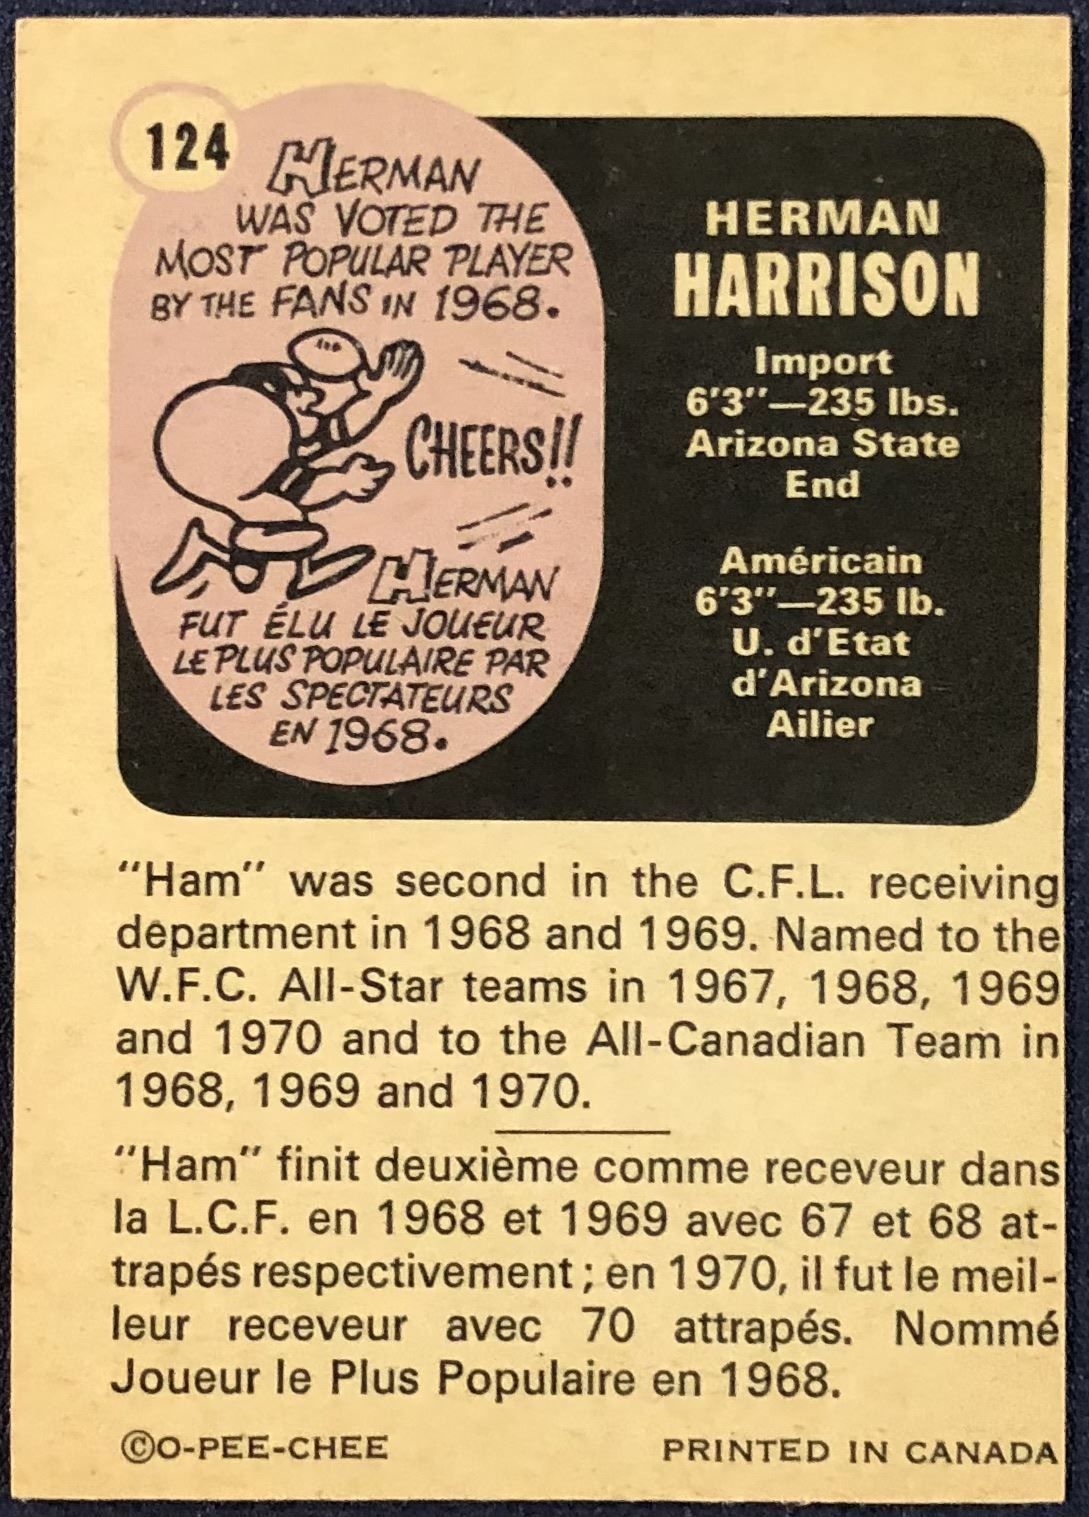 124
HERMAN
WAS VOTED THE
MOST POPULAR PLAYER
BY THE FANS IN 1968.
CHEERS!!
HERMAN
FUT ÉLU LE JOUEUR
LE PLUS POPULAIRE PAR
LES SPECTATEURS
EN 1968.
HERMAN
HARRISON
Import
6'3"—235 lbs.
Arizona State
End
Américain
6'3"—235 lb.
U. d'Etat
d'Arizona
Ailier
"Ham" was second in the C.F.L. receiving
department in 1968 and 1969. Named to the
W.F.C. All-Star teams in 1967, 1968, 1969
and 1970 and to the All-Canadian Team in
1968, 1969 and 1970.
"Ham" finit deuxième comme receveur dans
la L.C.F. en 1968 et 1969 avec 67 et 68 at-
trapés respectivement; en 1970, il fut le meil-
leur receveur avec 70 attrapés. Nommé
Joueur le Plus Populaire en 1968.
©O-PEE-CHEE
PRINTED IN CANADA